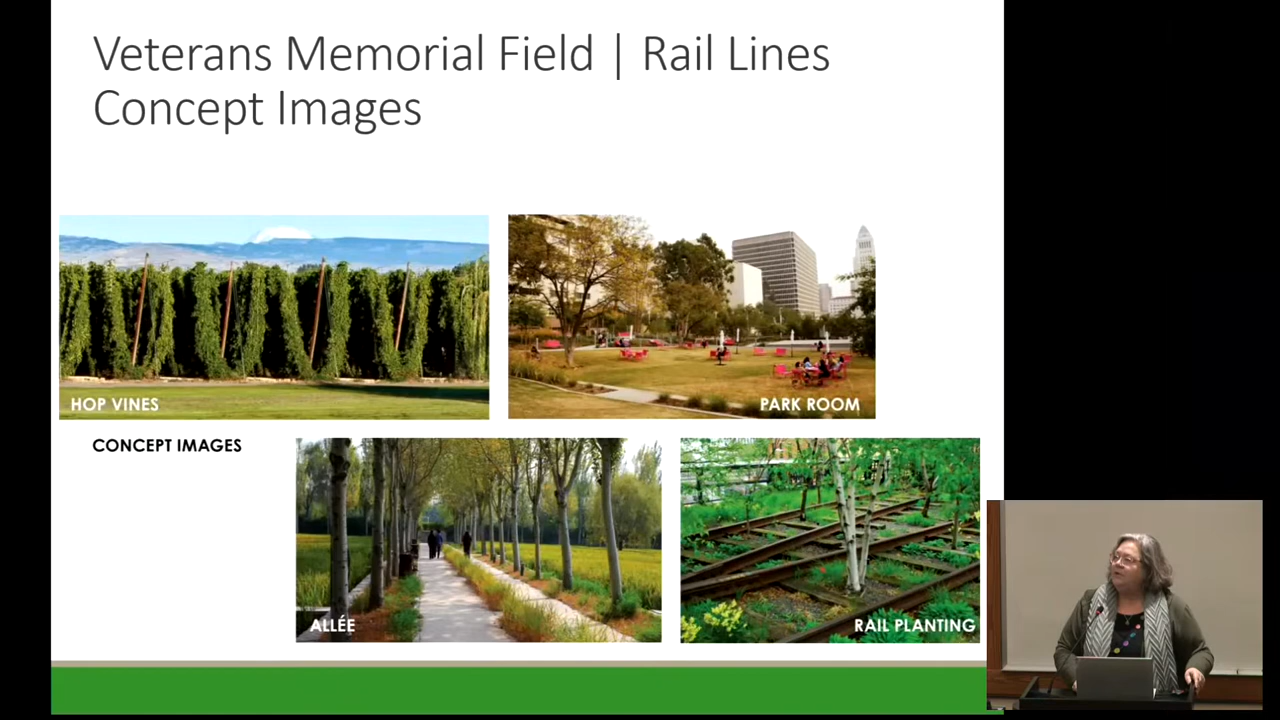 Veterans Memorial Field | Rail Lines
Concept Images
HOP VINES
PARK ROOM
CONCEPT IMAGES
ALLÉE
RAIL PLANTING